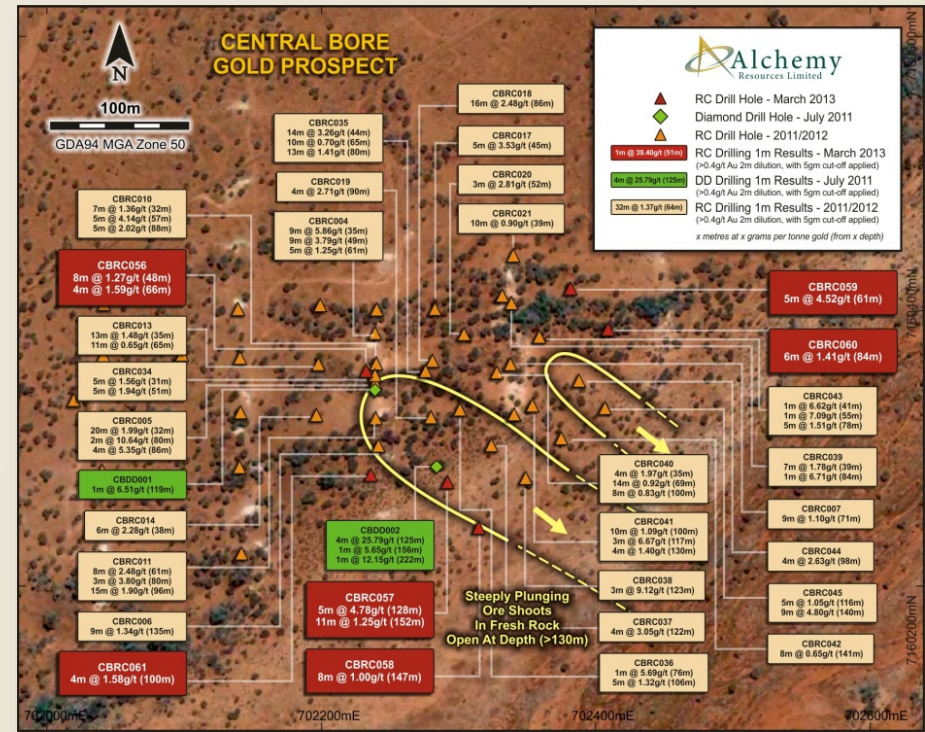 CENTRAL BORE
GOLD PROSPECT
N
100m
GDA94 MGA Zone 50
Alchemy
Resources Limited
RC Drill Hole - March 2013
Diamond Drill Hole - July 2011
RC Drill Hole - 2011/2012
1m @ 39.40g/t (51m)
RC Drilling 1m Results - March 2013
(>0.4g/t Au 2m dilution, with 5gm cut-off applied)
4m @ 25.79g/t (125m)
DD Drilling 1m Results - July 2011
(>0.4g/t Au 2m dilution, with 5gm cut-off applied)
32m @ 1.37g/t (64m)
RC Drilling 1m Results - 2011/2012
(>0.4g/t Au 2m dilution, with 5gm cut-off applied)
x metres at x grams per tonne gold (from x depth)
CBRC018
16m @ 2.48g/t (86m)
CBRC017
5m @ 3.53g/t (45m)
CBRC020
3m @ 2.81g/t (52m)
CBRC021
10m @ 0.90g/t (39m)
CBRC035
14m @ 3.26g/t (44m)
10m @ 0.70g/t (65m)
13m @ 1.41g/t (80m)
CBRC019
4m @ 2.71g/t (90m)
CBRC004
9m @ 5.86g/t (35m)
9m @ 3.79g/t (49m)
5m @ 1.25g/t (61m)
CBRC010
7m @ 1.36g/t (32m)
5m @ 4.14g/t (57m)
5m @ 2.02g/t (88m)
CBRC056
8m @ 1.27g/t (48m)
4m @ 1.59g/t (66m)
CBRC013
13m @ 1.48g/t (35m)
11m @ 0.65g/t (65m)
CBRC034
5m @ 1.56g/t (31m)
5m @ 1.94g/t (51m)
CBRC005
20m @ 1.99g/t (32m)
2m @ 10.64g/t (80m)
4m @ 5.35g/t (86m)
CBDD001
1m @ 6.51g/t (119m)
CBRC014
6m @ 2.28g/t (38m)
CBRC011
8m @ 2.48g/t (61m)
3m @ 3.80g/t (80m)
15m @ 1.90g/t (96m)
CBRC006
9m @ 1.34g/t (135m)
CBRC061
4m @ 1.58g/t (100m)
CBDD002
4m @ 25.79g/t (125m)
1m @ 5.65g/t (156m)
1m @ 12.15g/t (222m)
CBRC057
5m @ 4.78g/t (128m)
11m @ 1.25g/t (152m)
CBRC058
8m @ 1.00g/t (147m)
Steeply Plunging
Ore Shoots
In Fresh Rock
Open At Depth (>130m)
CBRC040
4m @ 1.97g/t (35m)
14m @ 0.92g/t (69m)
8m @ 0.83g/t (100m)
CBRC041
10m @ 1.09g/t (100m)
3m @ 6.67g/t (117m)
4m @ 1.40g/t (130m)
CBRC038
3m @ 9.12g/t (123m)
CBRC037
4m @ 3.05g/t (122m)
CBRC036
1m @ 5.69g/t (76m)
5m @ 1.32g/t (106m)
CBRC059
5m @ 4.52g/t (61m)
CBRC060
6m @ 1.41g/t (84m)
CBRC043
1m @ 6.62g/t (41m)
1m @ 7.09g/t (55m)
5m @ 1.51g/t (78m)
CBRC039
7m @ 1.78g/t (39m)
1m @ 6.71g/t (84m)
CBRC007
9m @ 1.10g/t (71m)
CBRC044
4m @ 2.63g/t (98m)
CBRC045
5m @ 1.05g/t (116m)
9m @ 4.80g/t (140m)
CBRC042
8m @ 0.65g/t (141m)
7160400mN
7160200mN
702000mE
702200mE
702400mE
702600mE